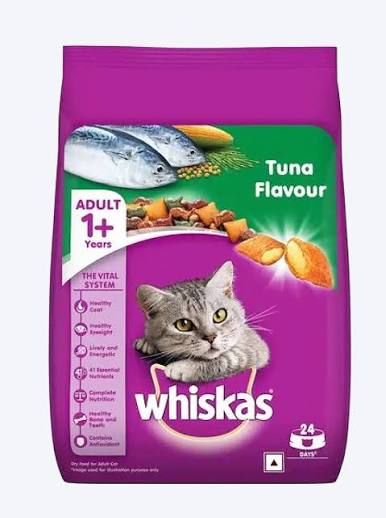 Tuna
Flavour
ADULT
1+
Years
THE VITAL
SYSTEM
Healthy
Coat
Healthy
Eyesight
Lively and
Energetic
41 Essential
Nutrients
Complete
Nutrition
Healthy
Bone and
Teeth
Contains
Antioxidant
whiskas®
24
DAYS*
Dry Food for Adult Cat
*Image used for illustration purpose only